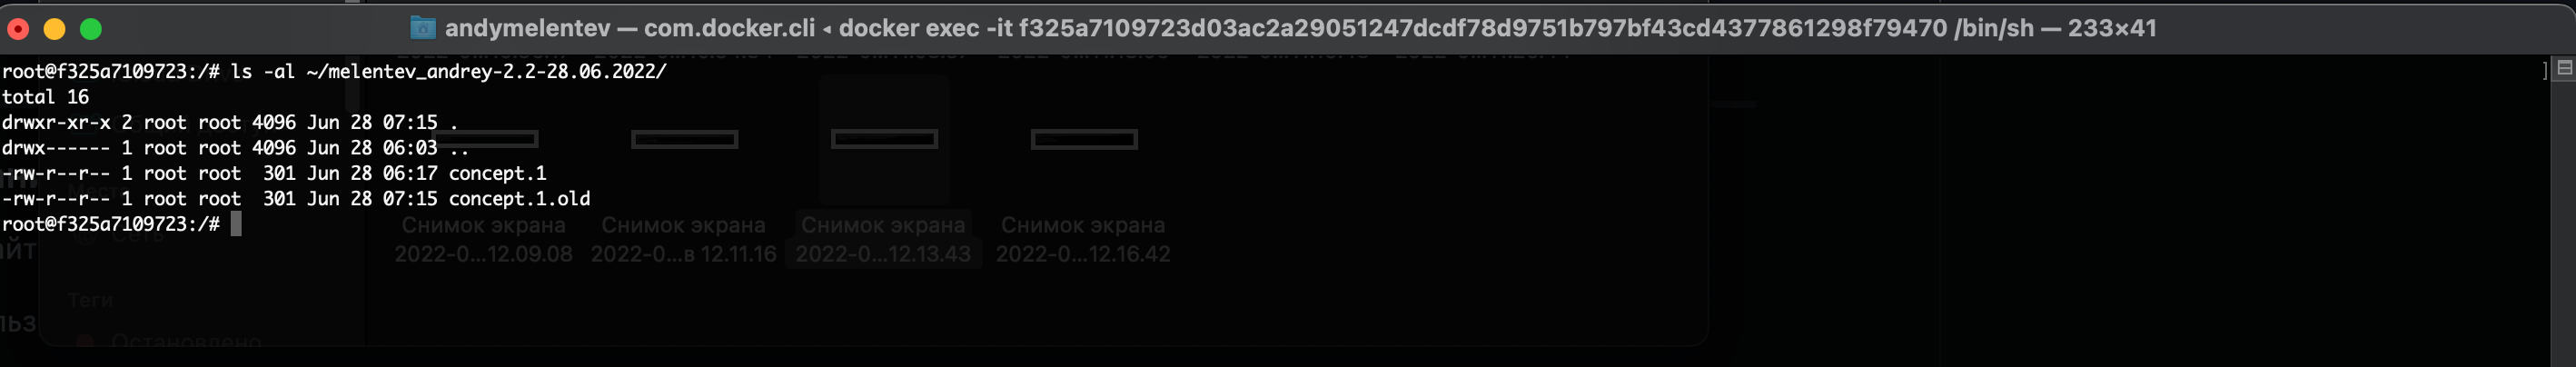 andymelentev — com.docker.cli ◂ docker exec -it f325a7109723d03ac2a29051247dcdf78d9751b797bf43cd4377861298f79470 /bin/sh — 233×41
root@f325a7109723:/# ls -al ~/melentev_andrey-2.2-28.06.2022/
total 16
drwxr-xr-x 2 root root 4096 Jun 28 07:15 .
drwx------ 1 root root 4096 Jun 28 06:03 ..
-rw-r--r-- 1 root root  301 Jun 28 06:17 concept.1
-rw-r--r-- 1 root root  301 Jun 28 07:15 concept.1.old
root@f325a7109723:/#
Снимок экрана 2022-0...12.09.08
Снимок экрана 2022-0...в 12.11.16
Снимок экрана 2022-0...12.13.43
Снимок экрана 2022-0...12.16.42
Сеть
Теги
Остановлено